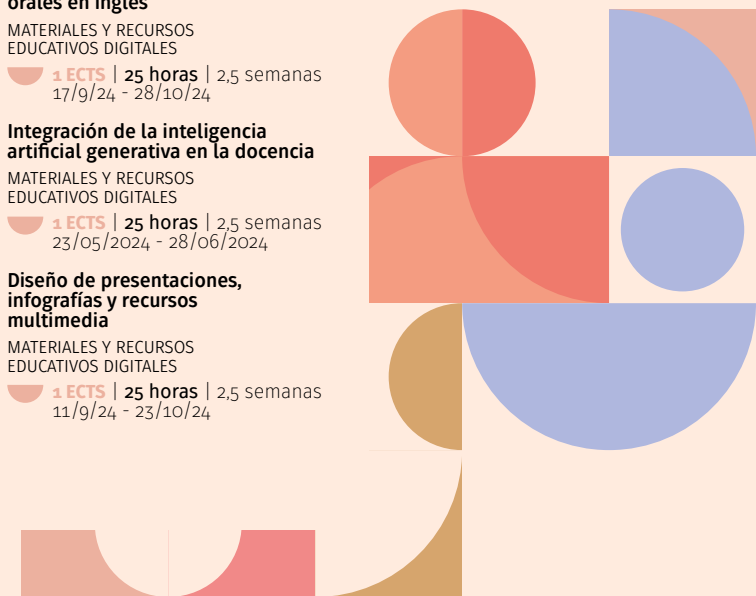 orales en inglés
MATERIALES Y RECURSOS
EDUCATIVOS DIGITALES
1 ECTS | 25 horas | 2,5 semanas
17/9/24 - 28/10/24
Integración de la inteligencia
artificial generativa en la docencia
MATERIALES Y RECURSOS
EDUCATIVOS DIGITALES
1 ECTS | 25 horas | 2,5 semanas
23/05/2024 - 28/06/2024
Diseño de presentaciones,
infografías y recursos
multimedia
MATERIALES Y RECURSOS
EDUCATIVOS DIGITALES
1 ECTS | 25 horas | 2,5 semanas
11/9/24 - 23/10/24